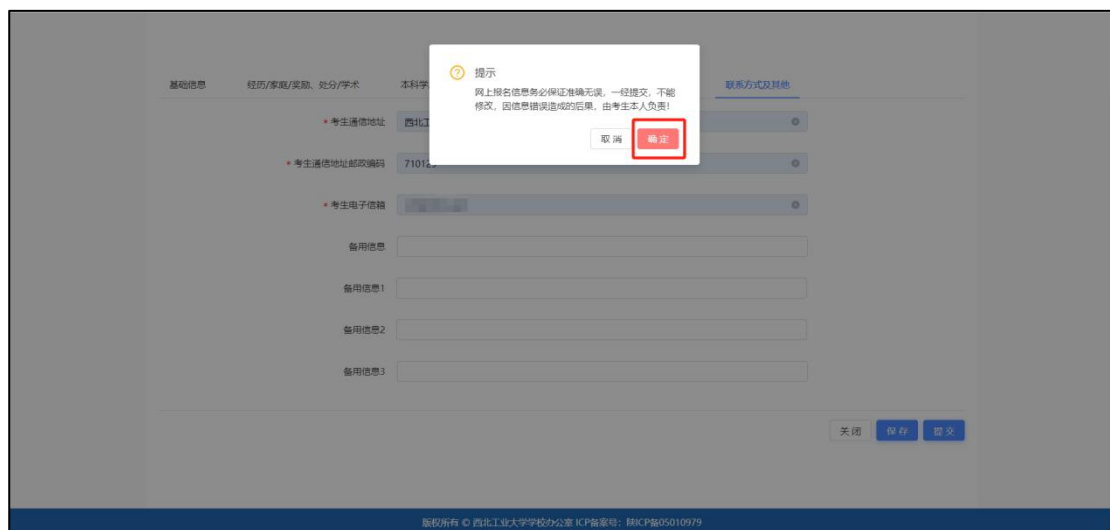 提示
网上报名信息务必保证准确无误，一经提交，不能
修改，因信息错误造成的后果，由考生本人负责！
取消 确定
基础信息 经历/家庭/奖励、处分/学术 本科学 联系方式及其他
* 考生通信地址 西北工
* 考生通信地址邮政编码 71012
* 考生电子信箱
备用信息
备用信息1
备用信息2
备用信息3
关闭 保存 提交
版权所有 © 西北工业大学学校办公室 ICP备案号：陕ICP备05010979